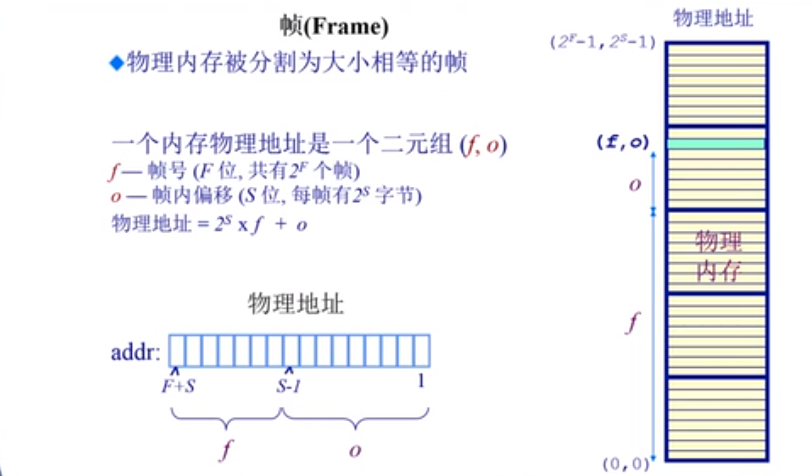 帧(Frame)
◆物理内存被分割为大小相等的帧
一个内存物理地址是一个二元组 (f, o)
f — 帧号 (F 位, 共有2^F 个帧)
o — 帧内偏移 (S 位, 每帧有2^S 字节)
物理地址 = 2^S x f + o
物理地址
addr:
F+S
S-1
1
f
o
物理地址
(2^F-1, 2^S-1)
(f,o)
o
物理
内存
f
(0,0)